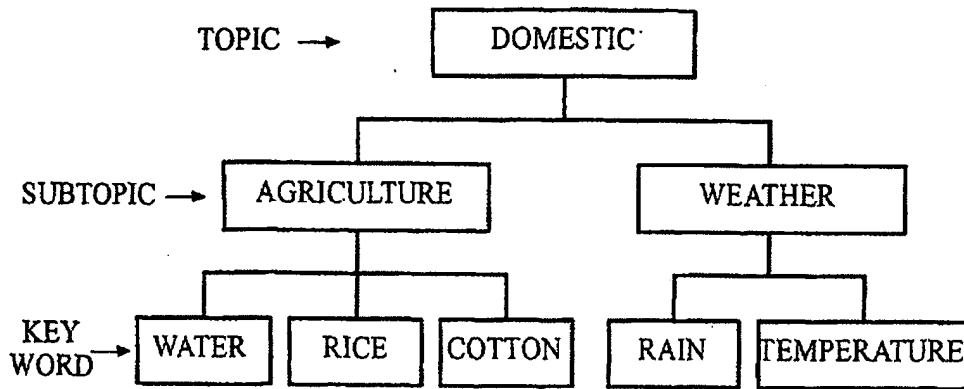 TOPIC → DOMESTIC
SUBTOPIC → AGRICULTURE WEATHER
KEY
WORD → WATER RICE COTTON RAIN TEMPERATURE